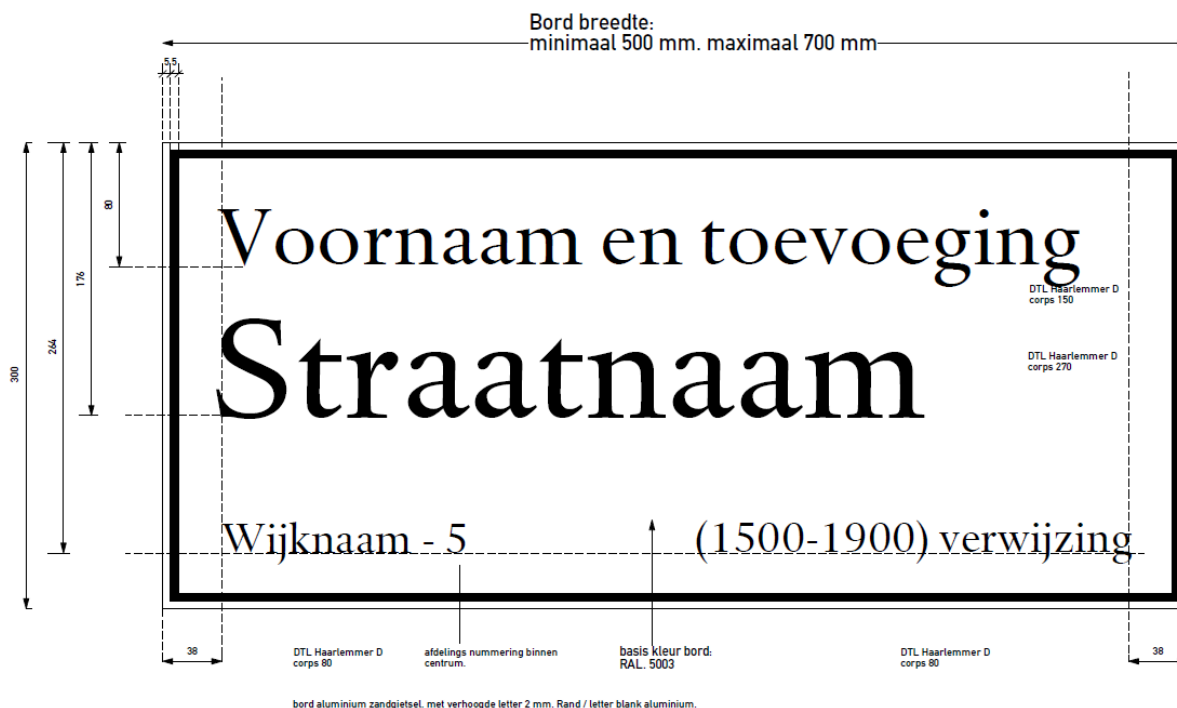 Bord breedte:
minimaal 500 mm. maximaal 700 mm
5,5
80
176
264
300
Voornaam en toevoeging
DTL Haarlemmer D
corps 150
Straatnaam
DTL Haarlemmer D
corps 270
Wijknaam - 5
(1500-1900) verwijzing
38
DTL Haarlemmer D
corps 80
afdelings nummering binnen
centrum.
basis kleur bord:
RAL. 5003
DTL Haarlemmer D
corps 80
38
bord aluminium zandgietsel. met verhoogde letter 2 mm. Rand / letter blank aluminium.